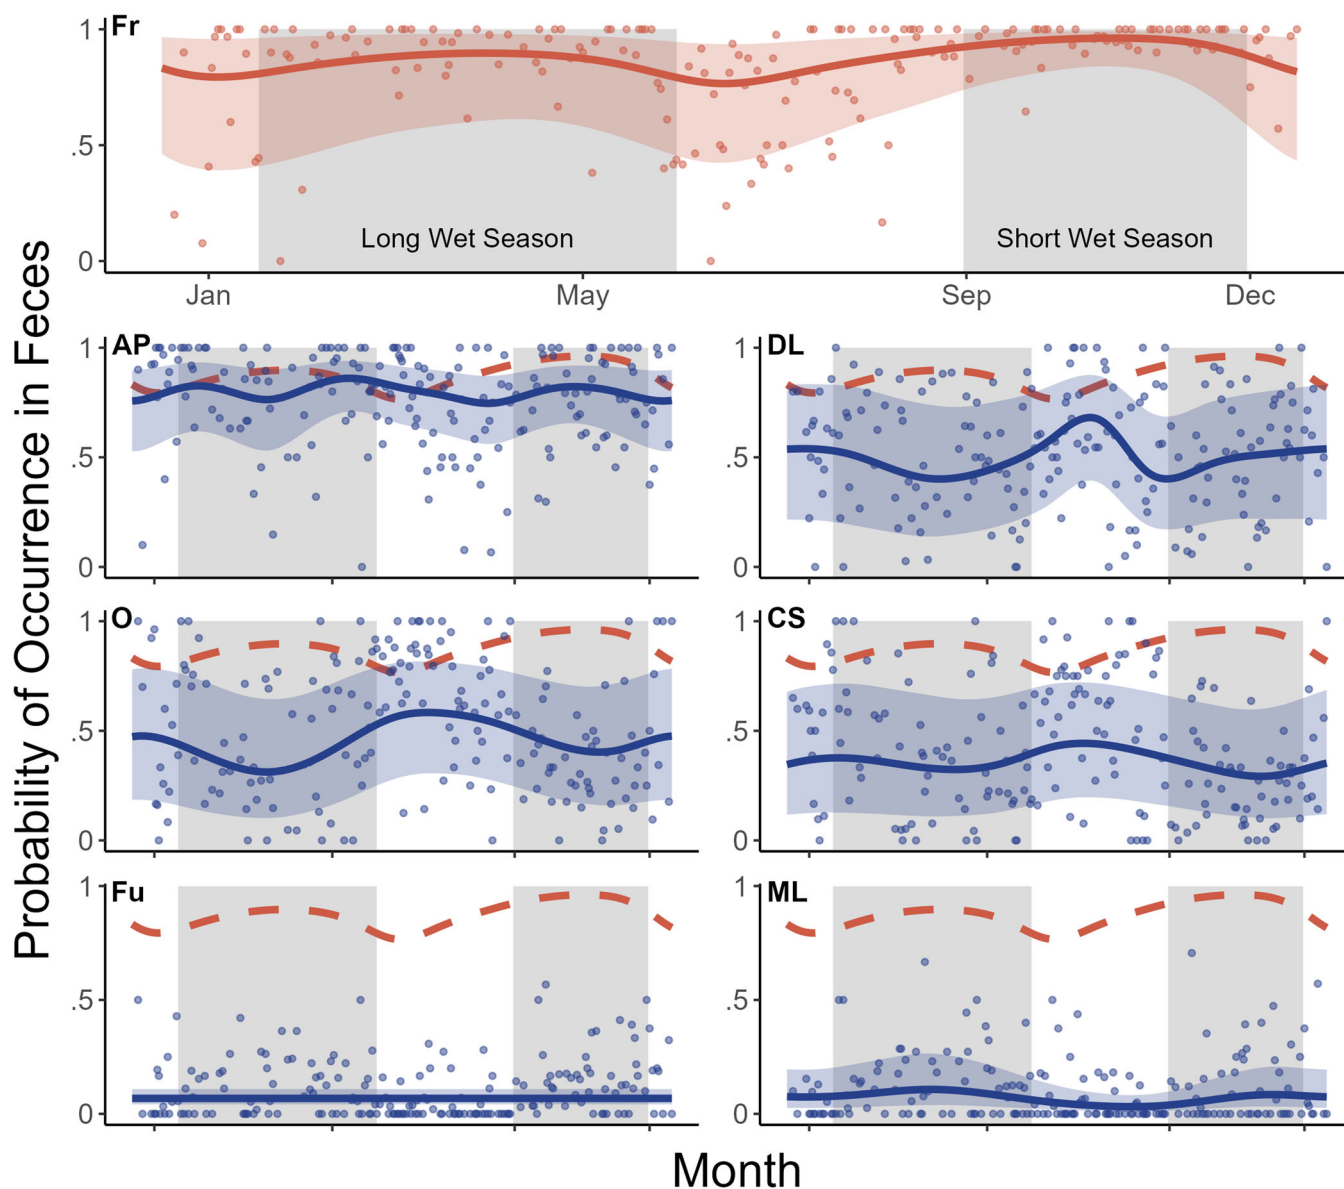 Probability of Occurrence in Feces
Fr
1
.5
0
Long Wet Season
Short Wet Season
Jan
May
Sep
Dec
AP
1
.5
0
DL
1
.5
0
O
1
.5
0
CS
1
.5
0
Fu
1
.5
0
ML
1
.5
0
Month